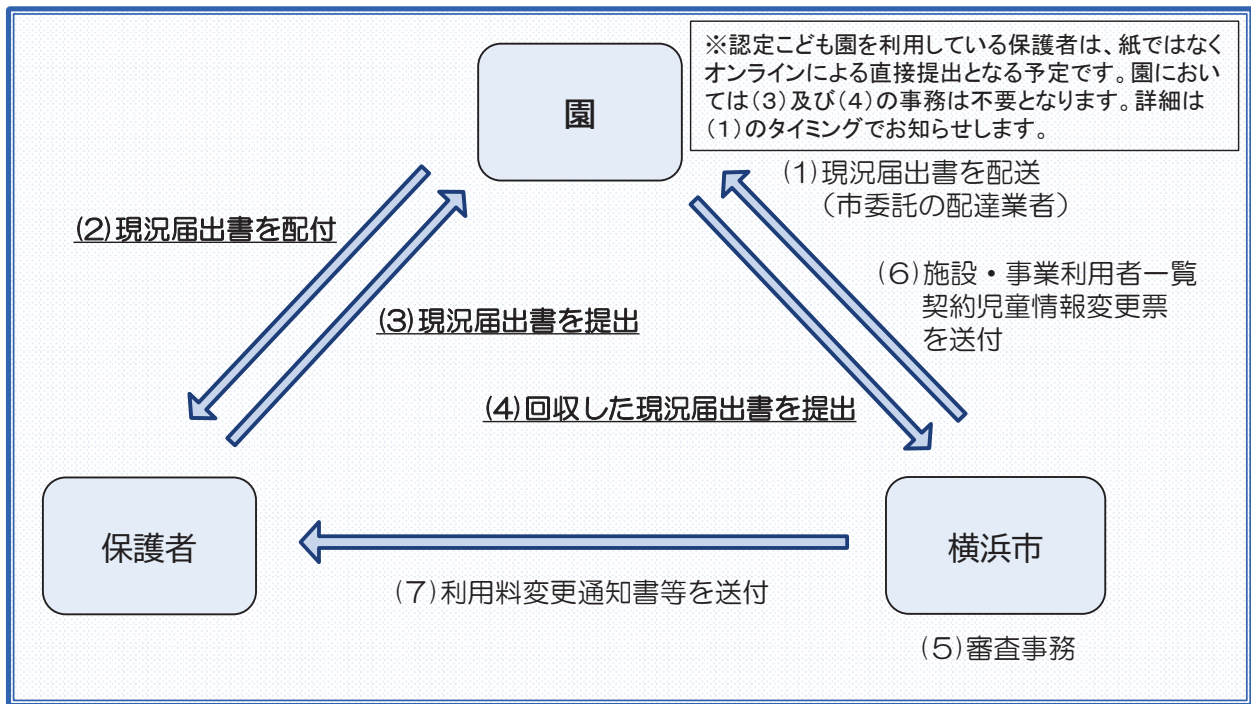 ※認定こども園を利用している保護者は、紙ではなく
オンラインによる直接提出となる予定です。園におい
ては(3)及び(4)の事務は不要となります。詳細は
(1)のタイミングでお知らせします。
園
(1)現況届出書を配送
（市委託の配達業者）
(2)現況届出書を配付
(6)施設・事業利用者一覧
契約児童情報変更票
を送付
(3)現況届出書を提出
(4)回収した現況届出書を提出
保護者
横浜市
(7)利用料変更通知書等を送付
(5)審査事務